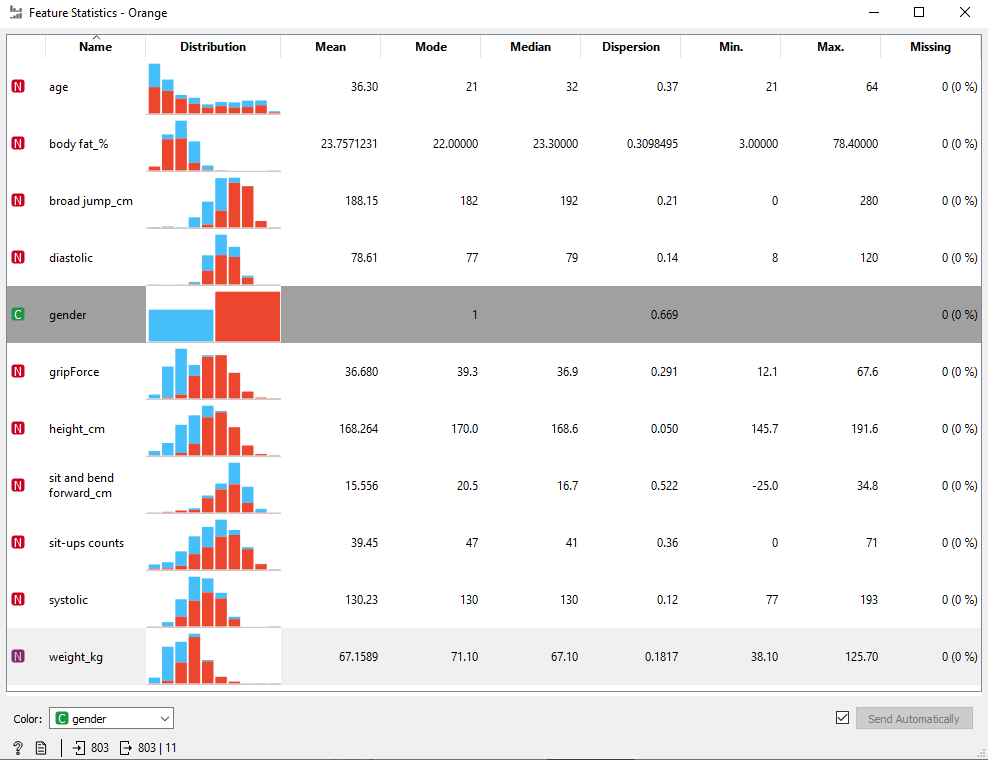 Feature Statistics - Orange
Name Distribution Mean Mode Median Dispersion Min. Max. Missing
N age 36.30 21 32 0.37 21 64 0 (0 %)
N body fat_% 23.7571231 22.00000 23.30000 0.3098495 3.00000 78.40000 0 (0 %)
N broad jump_cm 188.15 182 192 0.21 0 280 0 (0 %)
N diastolic 78.61 77 79 0.14 8 120 0 (0 %)
C gender 1 0.669 0 (0 %)
N gripForce 36.680 39.3 36.9 0.291 12.1 67.6 0 (0 %)
N height_cm 168.264 170.0 168.6 0.050 145.7 191.6 0 (0 %)
N sit and bend
forward_cm 15.556 20.5 16.7 0.522 -25.0 34.8 0 (0 %)
N sit-ups counts 39.45 47 41 0.36 0 71 0 (0 %)
N systolic 130.23 130 130 0.12 77 193 0 (0 %)
N weight_kg 67.1589 71.10 67.10 0.1817 38.10 125.70 0 (0 %)
Color: C gender Send Automatically
? 803 803 | 11